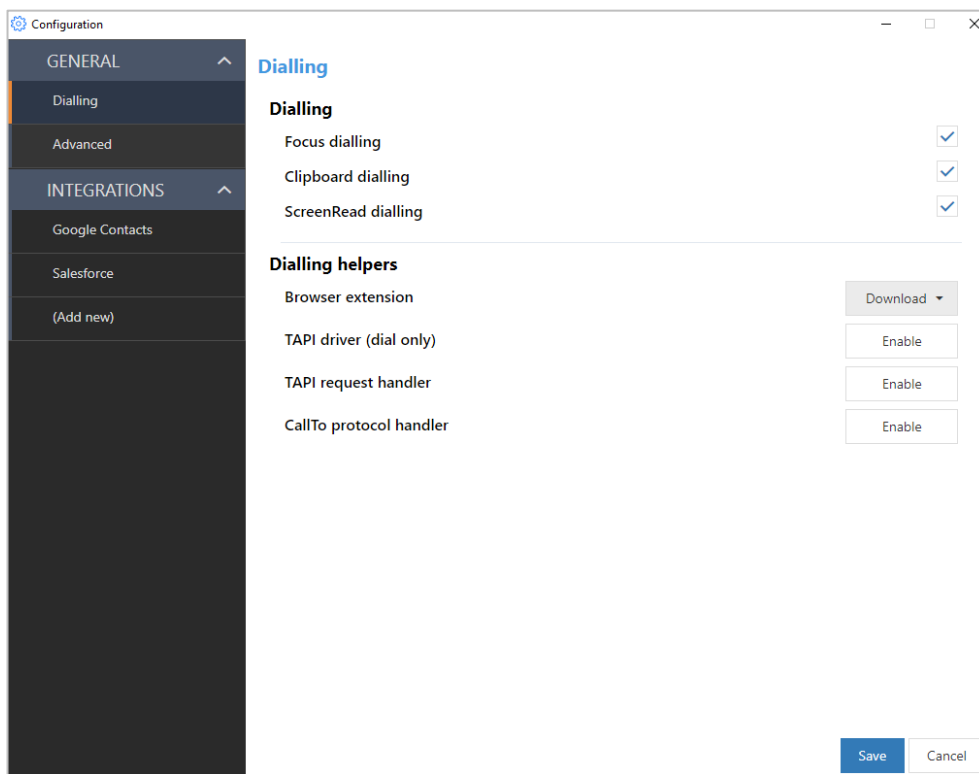 Configuration
GENERAL
Dialling
Advanced
INTEGRATIONS
Google Contacts
Salesforce
(Add new)
Dialling
Dialling
Focus dialling
Clipboard dialling
ScreenRead dialling
Dialling helpers
Browser extension Download
TAPI driver (dial only) Enable
TAPI request handler Enable
CallTo protocol handler Enable
Save Cancel